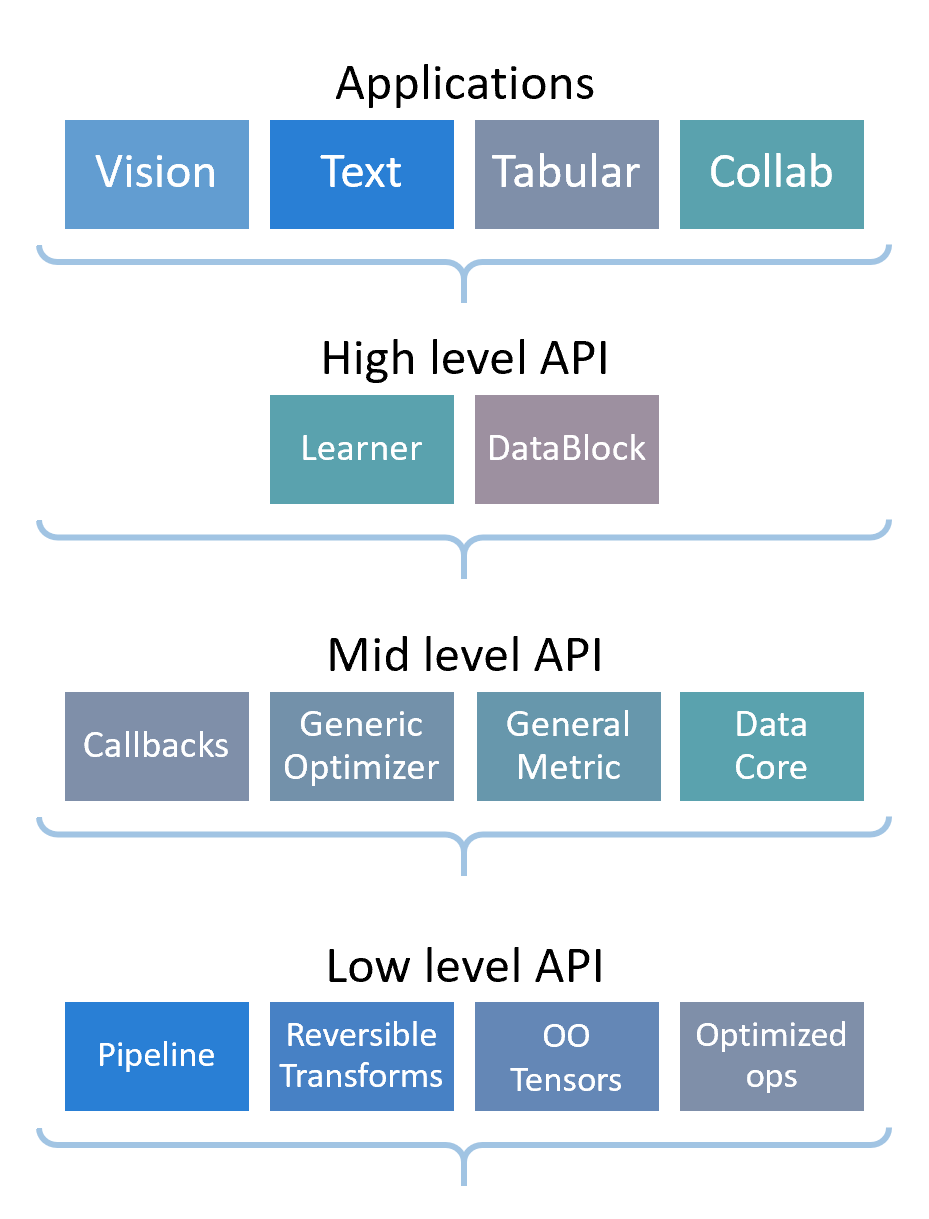 Applications
Vision
Text
Tabular
Collab
High level API
Learner
DataBlock
Mid level API
Callbacks
Generic
Optimizer
General
Metric
Data
Core
Low level API
Pipeline
Reversible
Transforms
OO
Tensors
Optimized
ops